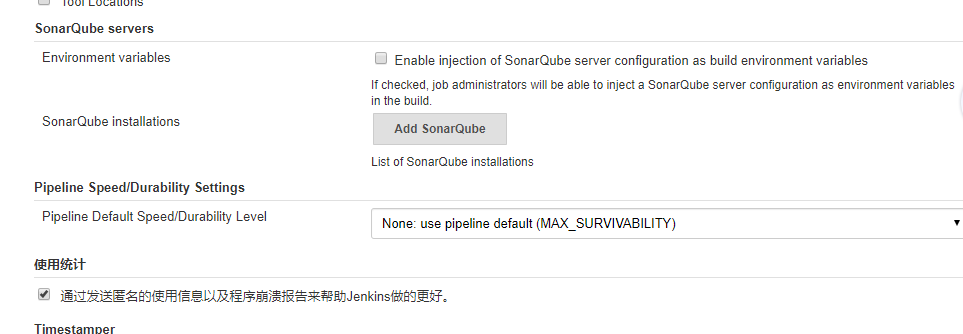 Tool Locations
SonarQube servers
Environment variables
Enable injection of SonarQube server configuration as build environment variables
If checked, job administrators will be able to inject a SonarQube server configuration as environment variables
in the build.
SonarQube installations
Add SonarQube
List of SonarQube installations
Pipeline Speed/Durability Settings
Pipeline Default Speed/Durability Level
None: use pipeline default (MAX_SURVIVABILITY)
使用统计
通过发送匿名的使用信息以及程序崩溃报告来帮助Jenkins做的更好。
Timestamper